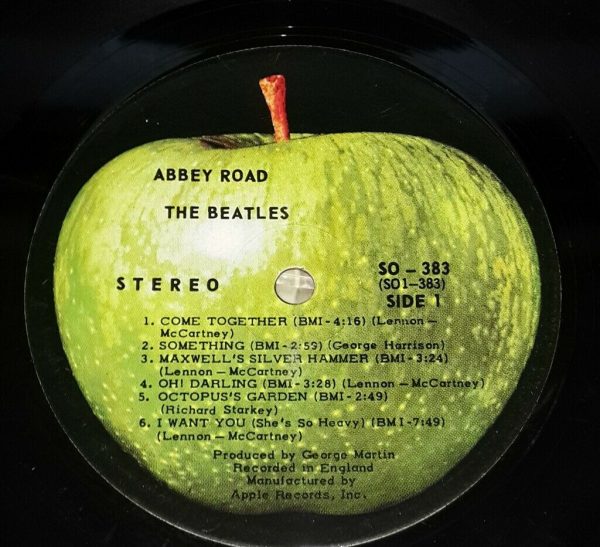 ABBEY ROAD
THE BEATLES
STEREO
SO – 383
(SO1–383)
SIDE 1
1. COME TOGETHER (BMI - 4:16) (Lennon –
McCartney)
2. SOMETHING (BMI - 2:59) (George Harrison)
3. MAXWELL'S SILVER HAMMER (BMI - 3:24)
(Lennon – McCartney)
4. OH! DARLING (BMI - 3:28) (Lennon – McCartney)
5. OCTOPUS'S GARDEN (BMI - 2:49)
(Richard Starkey)
6. I WANT YOU (She's So Heavy) (BMI - 7:49)
(Lennon – McCartney)
Produced by George Martin
Recorded in England
Manufactured by
Apple Records, Inc.